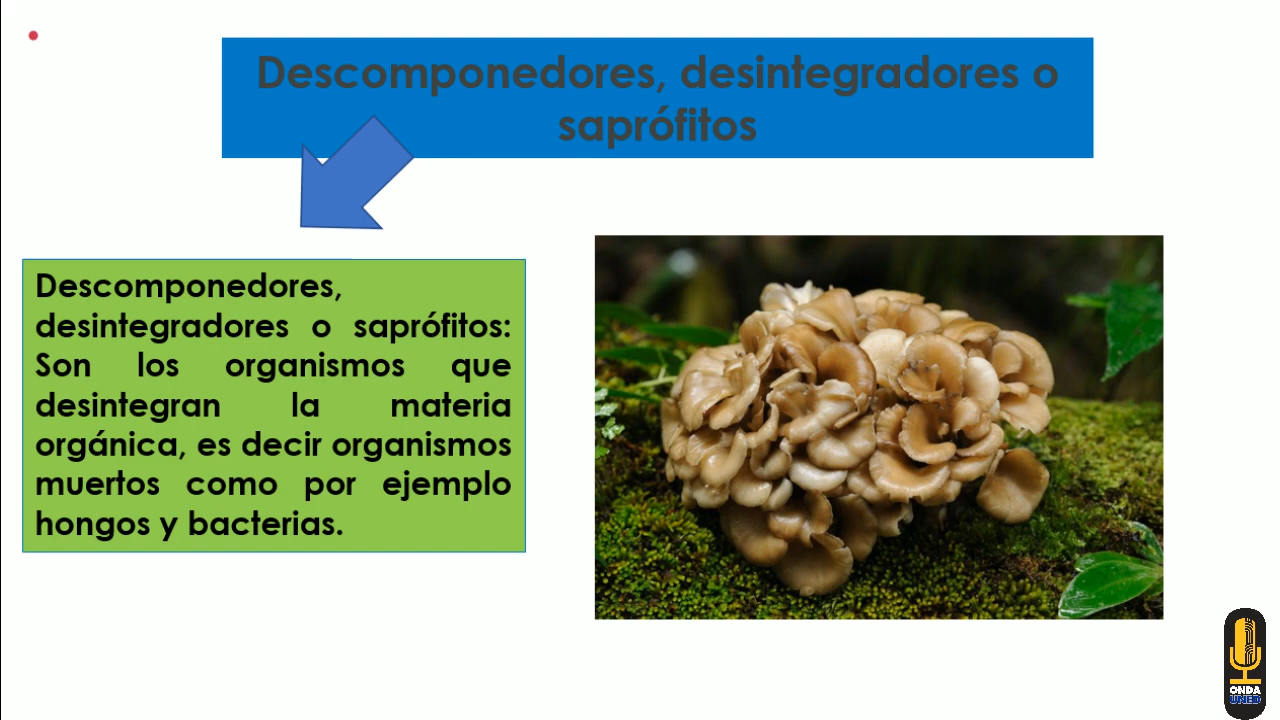 Descomponedores, desintegradores o
saprófitos
Descomponedores,
desintegradores o saprófitos:
Son los organismos que
desintegran la materia
orgánica, es decir organismos
muertos como por ejemplo
hongos y bacterias.
ONDA
UNED